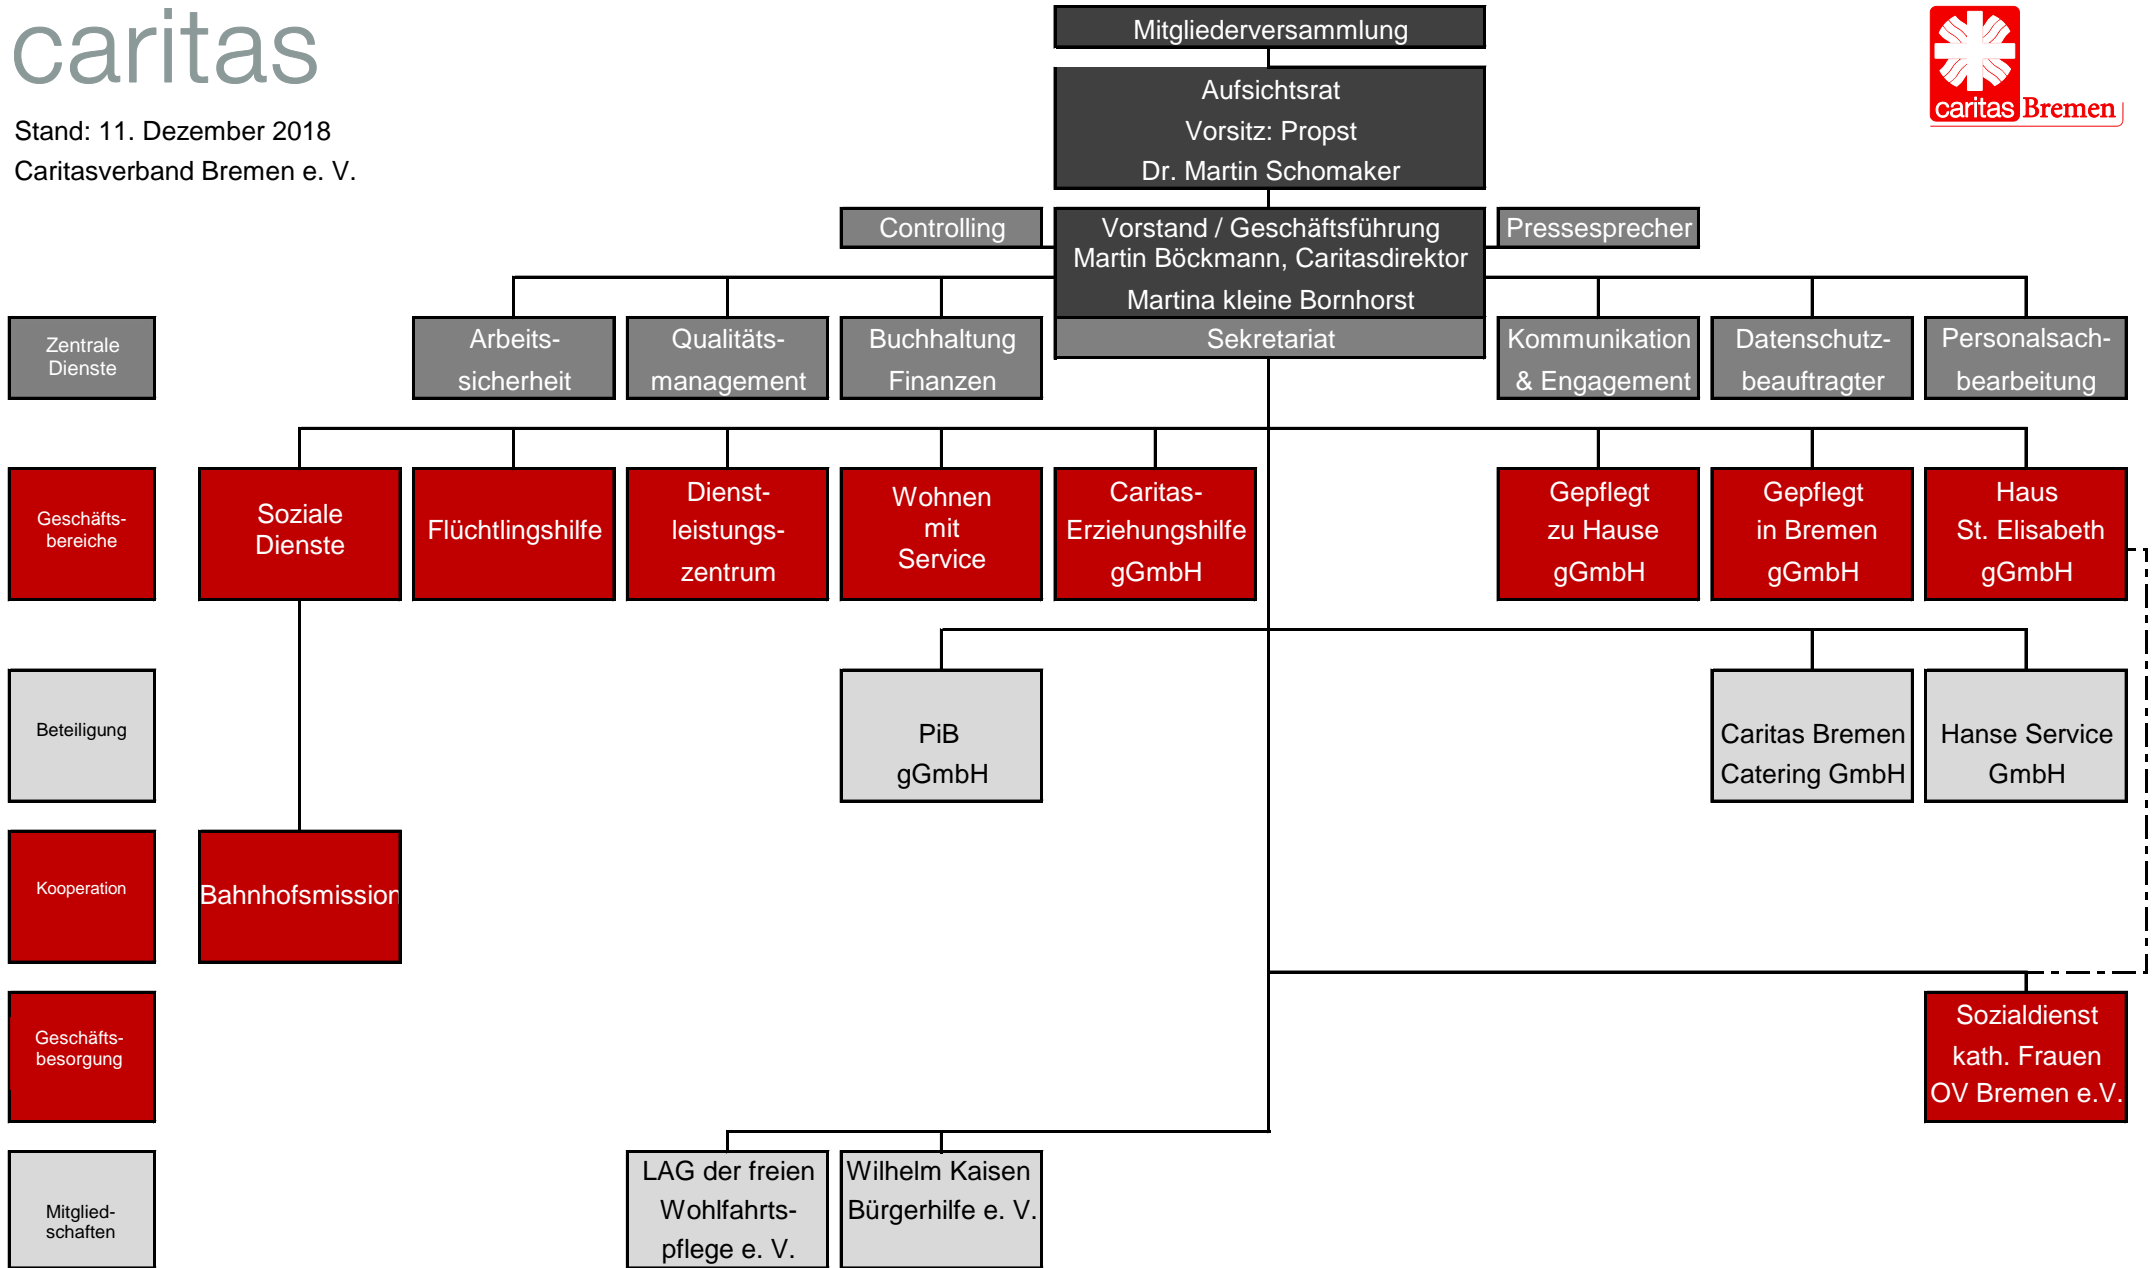 caritas
Stand: 11. Dezember 2018
Caritasverband Bremen e. V.
Mitgliederversammlung
Aufsichtsrat
Vorsitz: Propst
Dr. Martin Schomaker
caritas Bremen
Controlling
Vorstand / Geschäftsführung
Martin Böckmann, Caritasdirektor
Martina kleine Bornhorst
Pressesprecher
Zentrale
Dienste
Arbeits-
sicherheit
Qualitäts-
management
Buchhaltung
Finanzen
Sekretariat
Kommunikation
& Engagement
Datenschutz-
beauftragter
Personalsach-
bearbeitung
Geschäfts-
bereiche
Soziale
Dienste
Flüchtlingshilfe
Dienst-
leistungs-
zentrum
Wohnen
mit
Service
Caritas-
Erziehungshilfe
gGmbH
Gepflegt
zu Hause
gGmbH
Gepflegt
in Bremen
gGmbH
Haus
St. Elisabeth
gGmbH
Beteiligung
PiB
gGmbH
Caritas Bremen
Catering GmbH
Hanse Service
GmbH
Kooperation
Bahnhofsmission
Geschäfts-
besorgung
Sozialdienst
kath. Frauen
OV Bremen e.V.
Mitglied-
schaften
LAG der freien
Wohlfahrts-
pflege e. V.
Wilhelm Kaisen
Bürgerhilfe e. V.